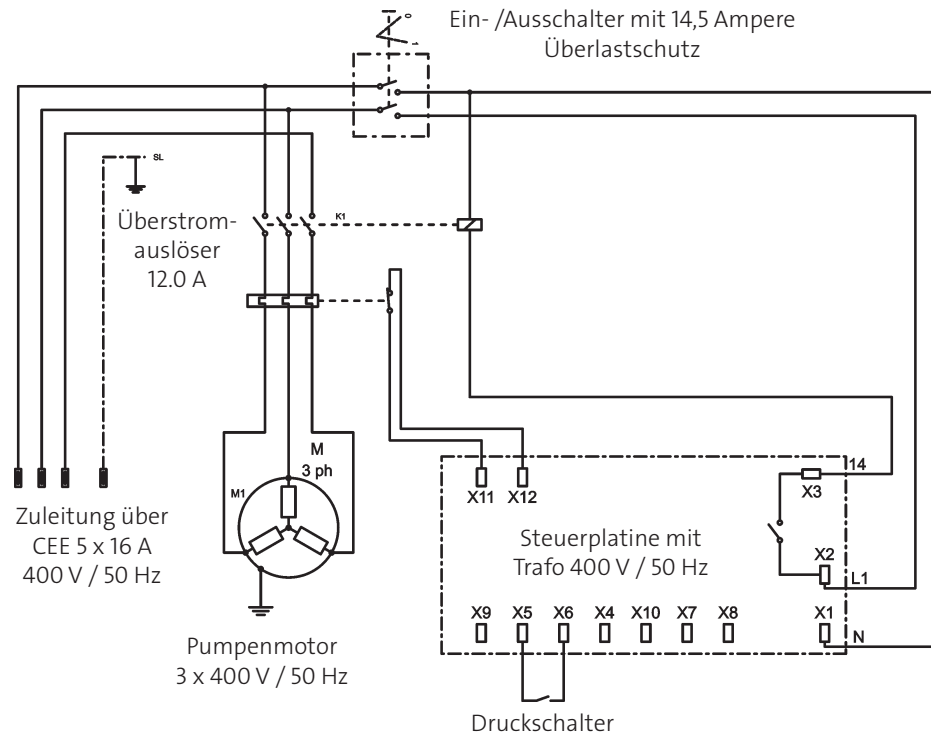 Ein- /Ausschalter mit 14,5 Ampere
Überlastschutz
0
1
SL
K1
Überstrom-
auslöser
12.0 A
M
3 ph
M1
Zuleitung über
CEE 5 x 16 A
400 V / 50 Hz
Pumpenmotor
3 x 400 V / 50 Hz
X11 X12
X3
14
Steuerplatine mit
Trafo 400 V / 50 Hz
X2
L1
X9 X5 X6 X4 X10 X7 X8 X1
N
Druckschalter